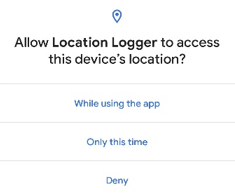 Allow Location Logger to access
this device's location?
While using the app
Only this time
Deny